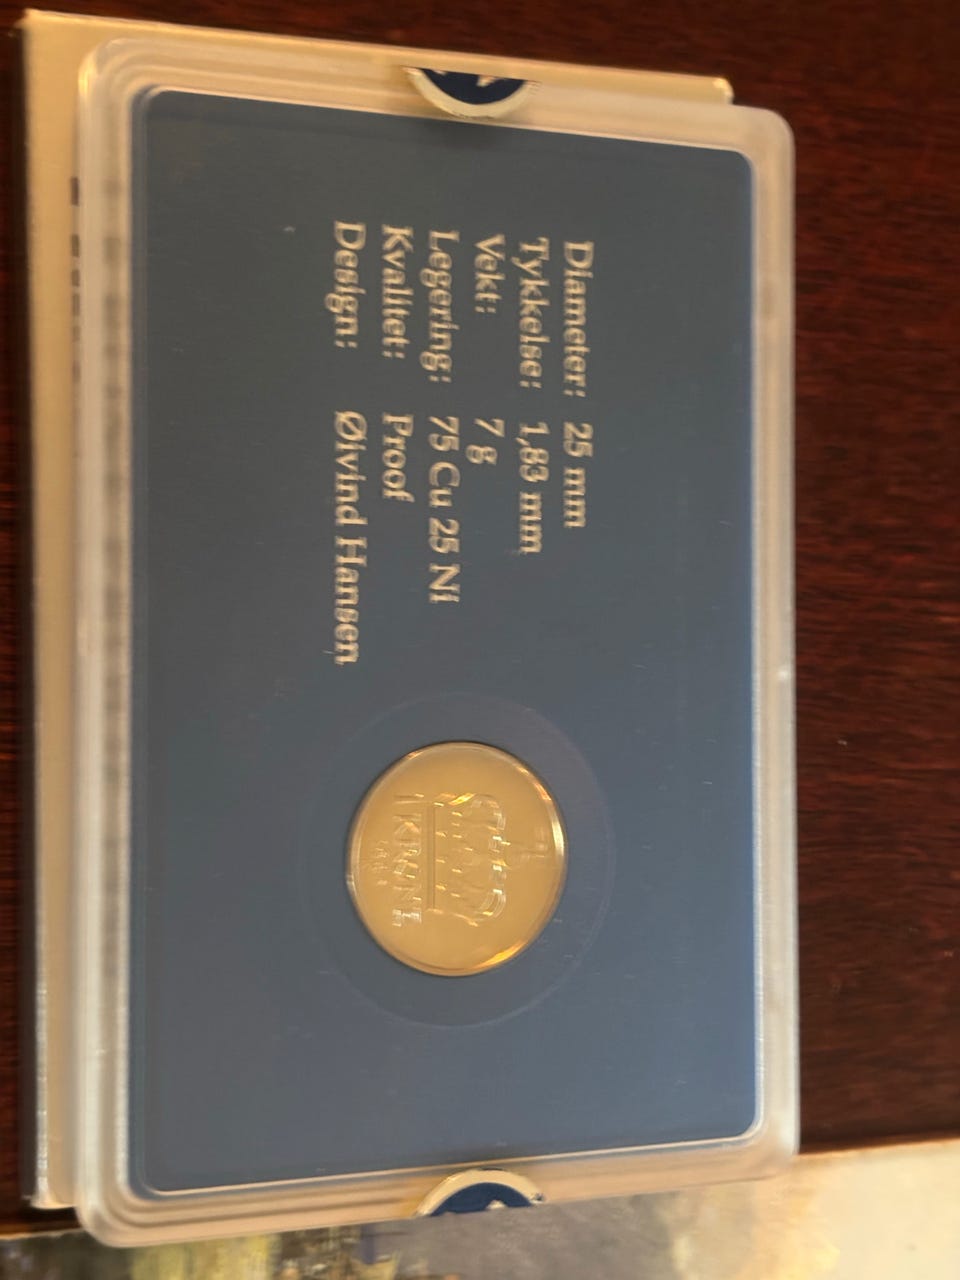 Diameter: 25 mm
Tykkelse: 1,83 mm
Vekt: 7 g
Legering: 75 Cu 25 Ni
Kvalitet: Proof
Design: Øivind Hansen
1 KRONE